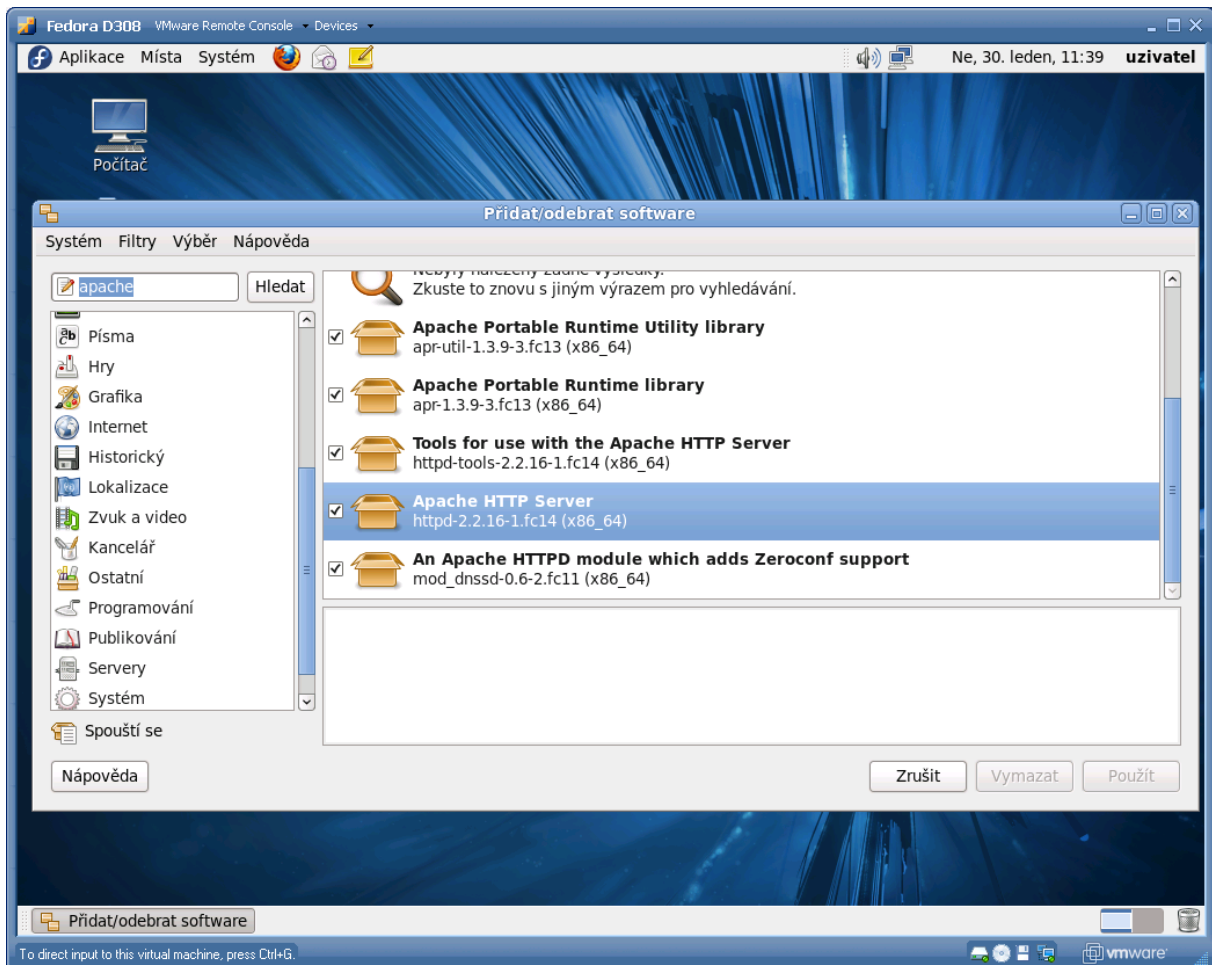 Fedora D308 VMware Remote Console Devices
Aplikace Místa Systém Ne, 30. leden, 11:39 uzivatel
Počítač
Přidat/odebrat software
Systém Filtry Výběr Nápověda
apache Hledat
Písma
Hry
Grafika
Internet
Historický
Lokalizace
Zvuk a video
Kancelář
Ostatní
Programování
Publikování
Servery
Systém
Spouští se
Nebyly nalezeny žádné výsledky.
Zkuste to znovu s jiným výrazem pro vyhledávání.
Apache Portable Runtime Utility library
apr-util-1.3.9-3.fc13 (x86_64)
Apache Portable Runtime library
apr-1.3.9-3.fc13 (x86_64)
Tools for use with the Apache HTTP Server
httpd-tools-2.2.16-1.fc14 (x86_64)
Apache HTTP Server
httpd-2.2.16-1.fc14 (x86_64)
An Apache HTTPD module which adds Zeroconf support
mod_dnssd-0.6-2.fc11 (x86_64)
Nápověda Zrušit Vymazat Použít
Přidat/odebrat software
To direct input to this virtual machine, press Ctrl+G. vmware